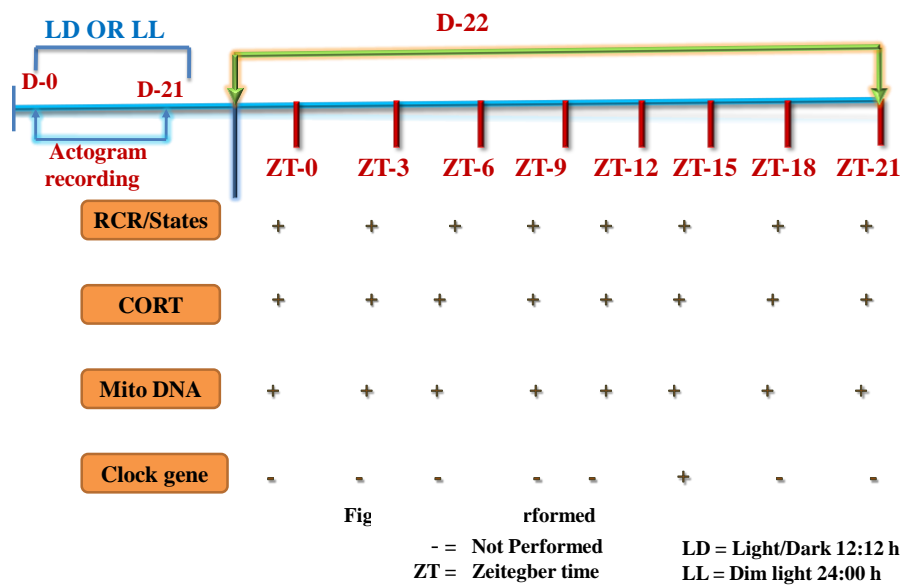 LD OR LL
D-22
D-0
D-21
Actogram
recording
ZT-0 ZT-3 ZT-6 ZT-9 ZT-12 ZT-15 ZT-18 ZT-21
RCR/States + + + + + + + +
CORT + + + + + + + +
Mito DNA + + + + + + + +
Clock gene - - - - - + - -
Fig rformed
- = Not Performed
LD = Light/Dark 12:12 h
ZT = Zeitegber time
LL = Dim light 24:00 h